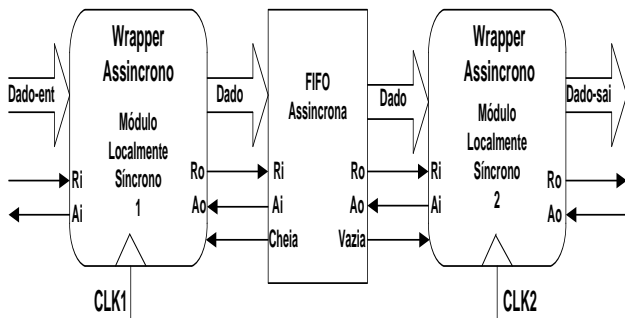 Wrapper
Assincrono
Dado-ent
Módulo
Localmente
Síncrono
1
Ri
Ai
Ro
Ao
CLK1
Dado
FIFO
Assincrona
Ri
Ai
Cheia
Ro
Ao
Vazia
Dado
Wrapper
Assincrono
Módulo
Localmente
Síncrono
2
Ri
Ai
Ro
Ao
CLK2
Dado-sai